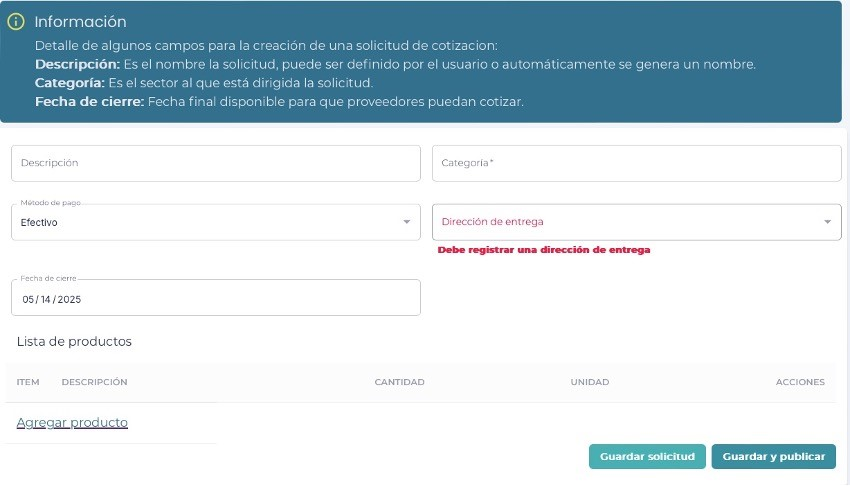 Información
Detalle de algunos campos para la creación de una solicitud de cotizacion:
Descripción: Es el nombre la solicitud, puede ser definido por el usuario o automáticamente se genera un nombre.
Categoría: Es el sector al que está dirigida la solicitud.
Fecha de cierre: Fecha final disponible para que proveedores puedan cotizar.
Descripción
Categoría*
Método de pago
Efectivo
Dirección de entrega
Debe registrar una dirección de entrega
Fecha de cierre
05 / 14 / 2025
Lista de productos
ITEM DESCRIPCIÓN CANTIDAD UNIDAD ACCIONES
Agregar producto
Guardar solicitud Guardar y publicar